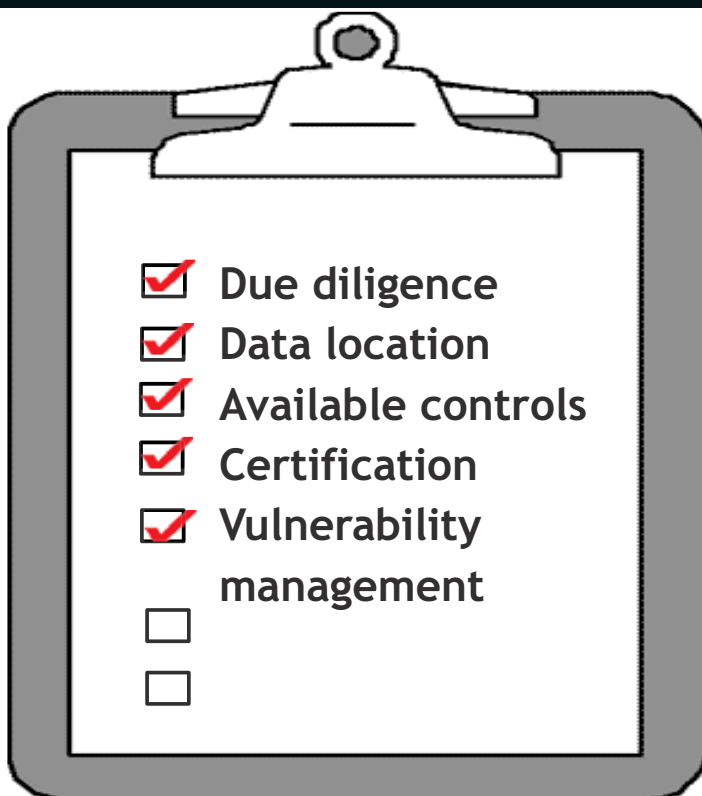 Due diligence
Data location
Available controls
Certification
Vulnerability
management